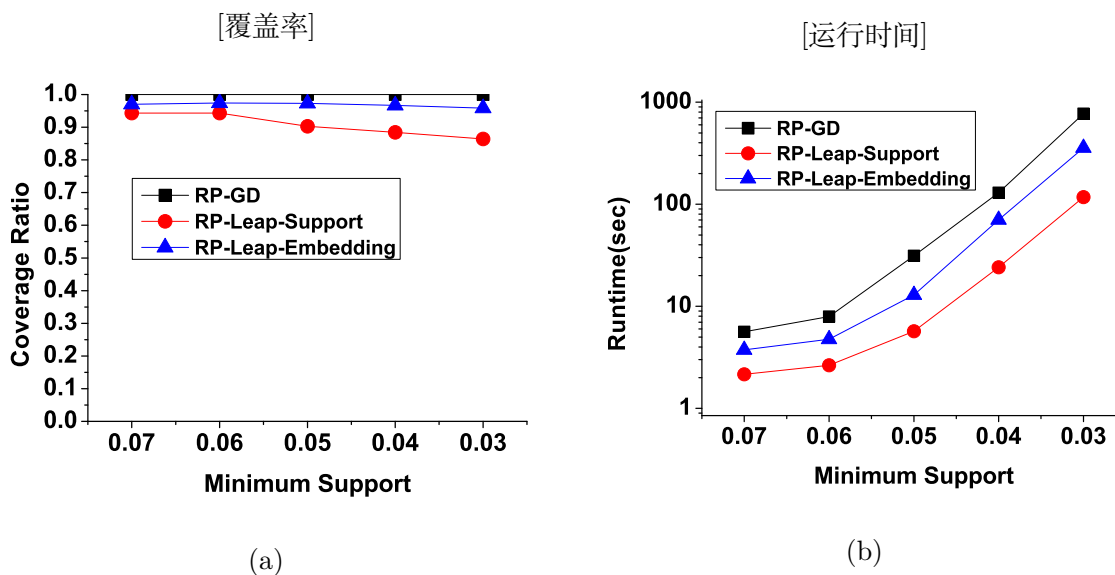 [覆盖率]
1.0
0.9
0.8
0.7
0.6
0.5
0.4
0.3
0.2
0.1
0.0
Coverage Ratio
RP-GD
RP-Leap-Support
RP-Leap-Embedding
0.07 0.06 0.05 0.04 0.03
Minimum Support
(a)
[运行时间]
1000
100
10
1
Runtime(sec)
RP-GD
RP-Leap-Support
RP-Leap-Embedding
0.07 0.06 0.05 0.04 0.03
Minimum Support
(b)